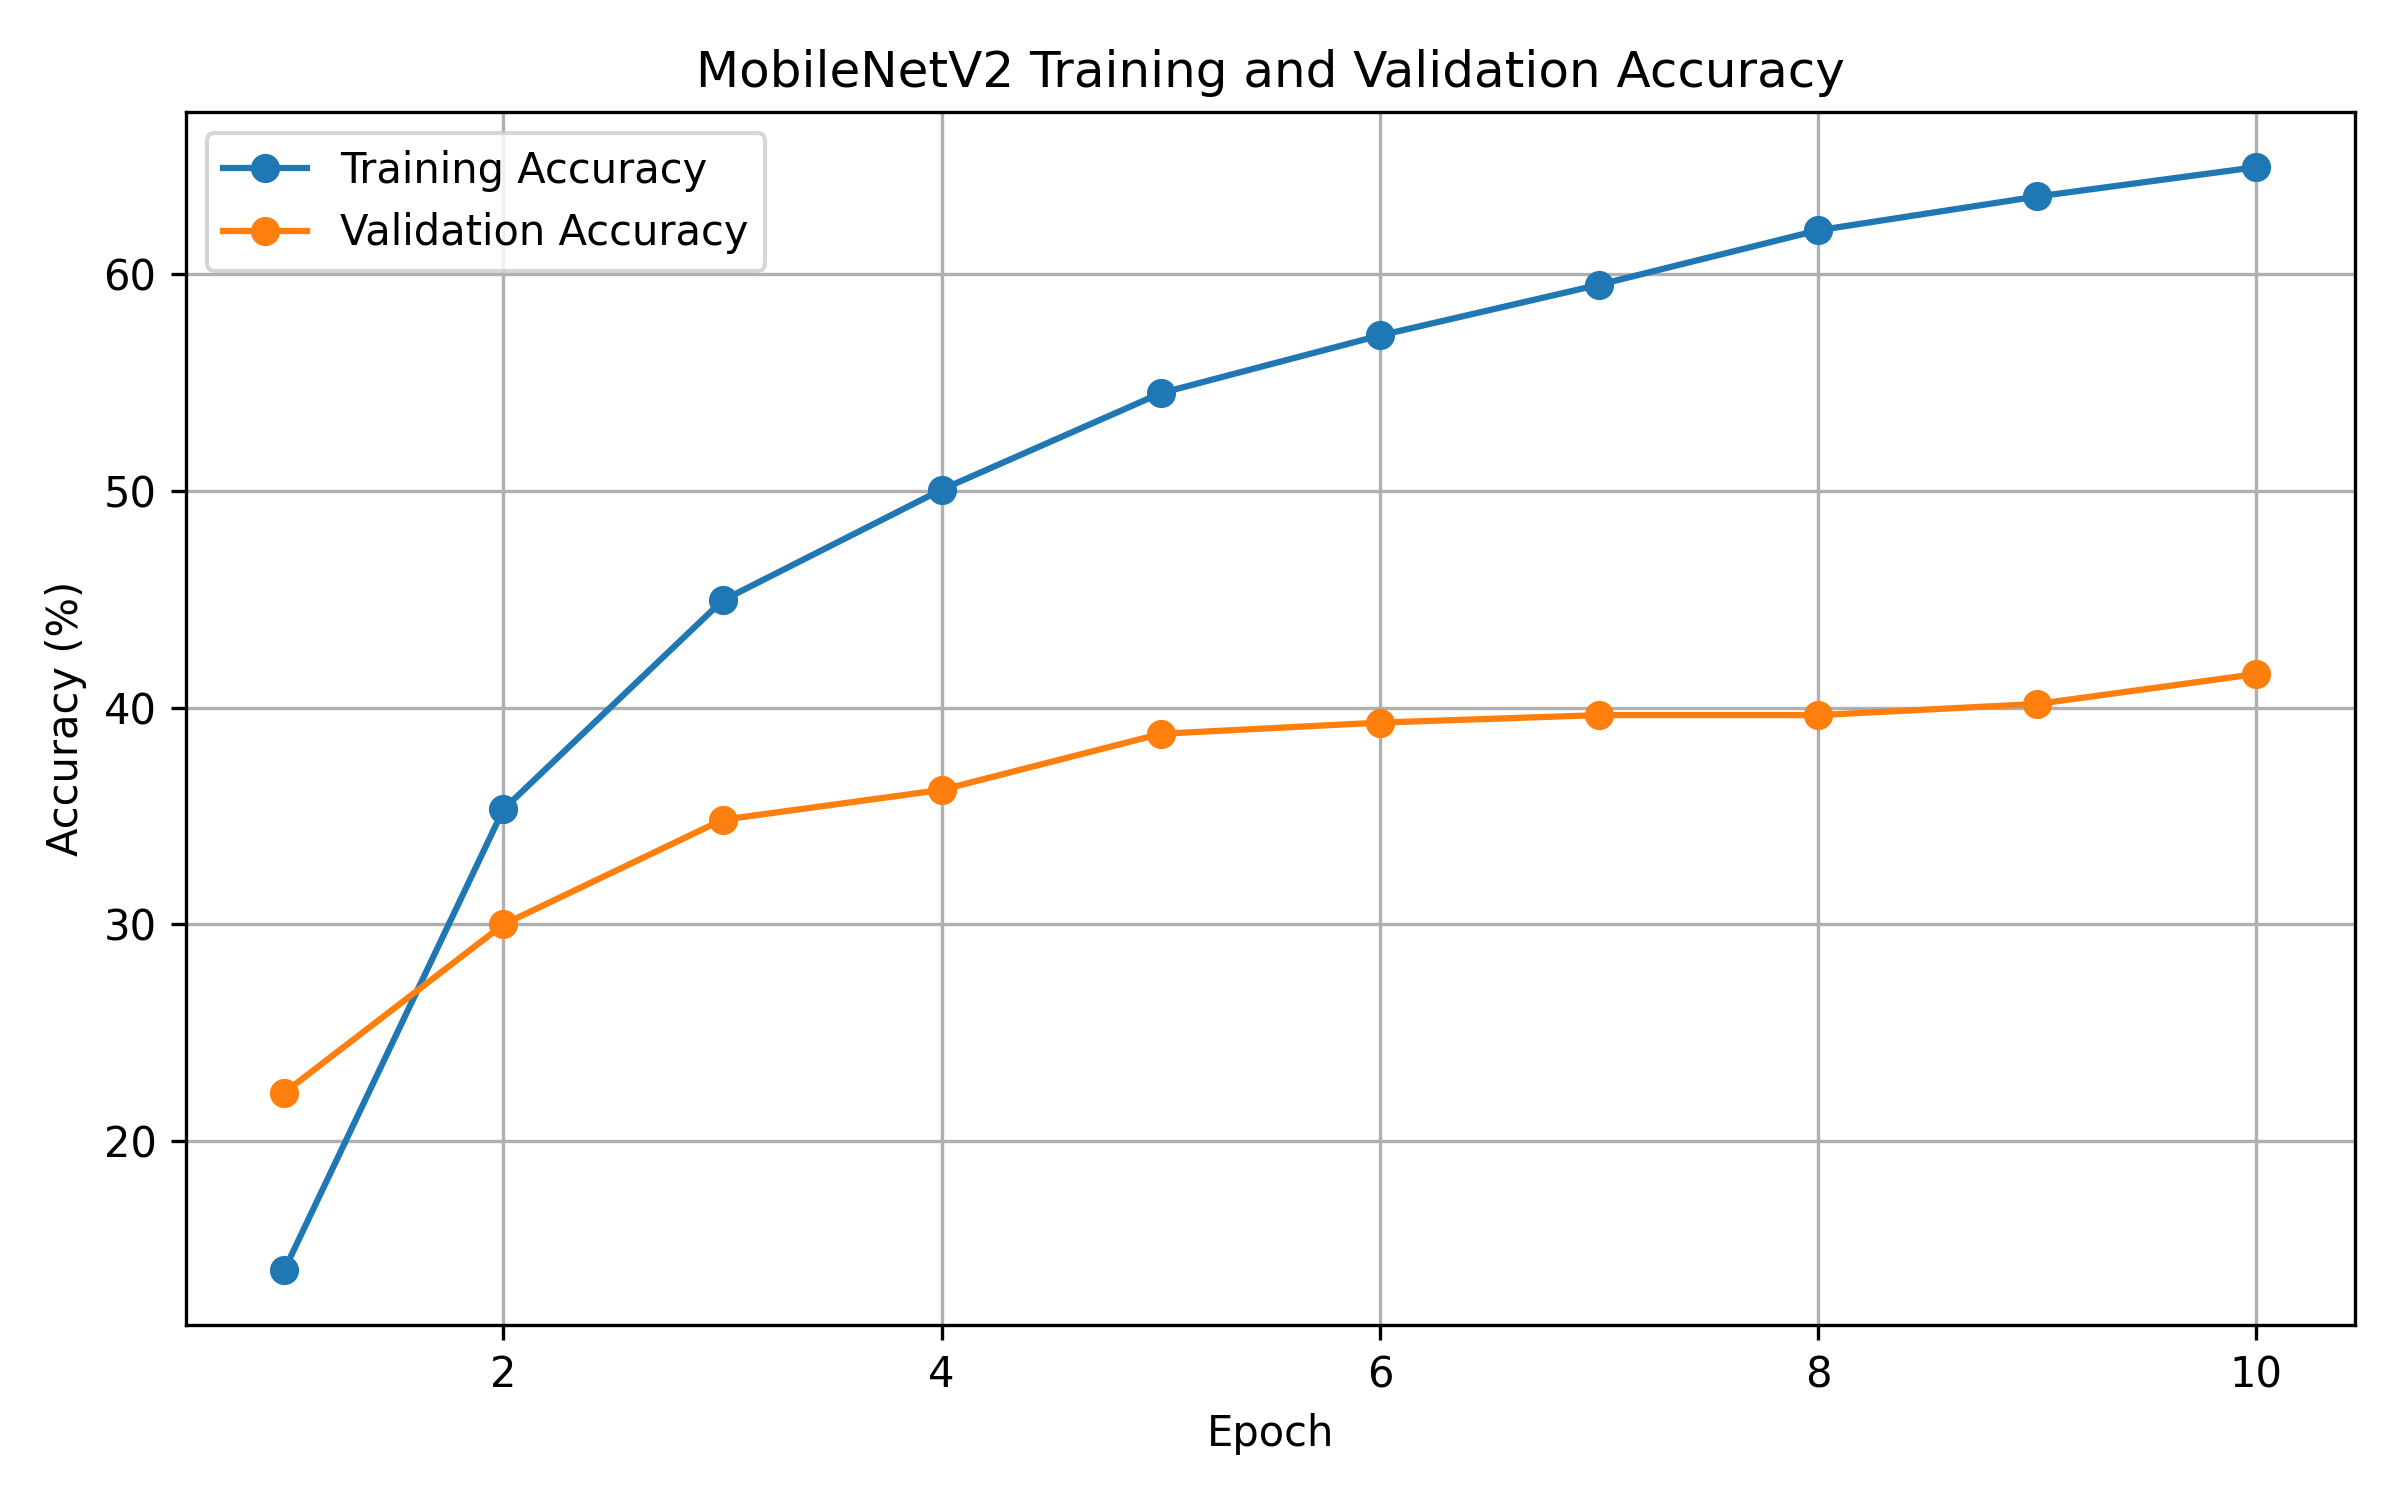 MobileNetV2 Training and Validation Accuracy
Training Accuracy
Validation Accuracy
60
50
40
30
20
Accuracy (%)
2 4 6 8 10
Epoch